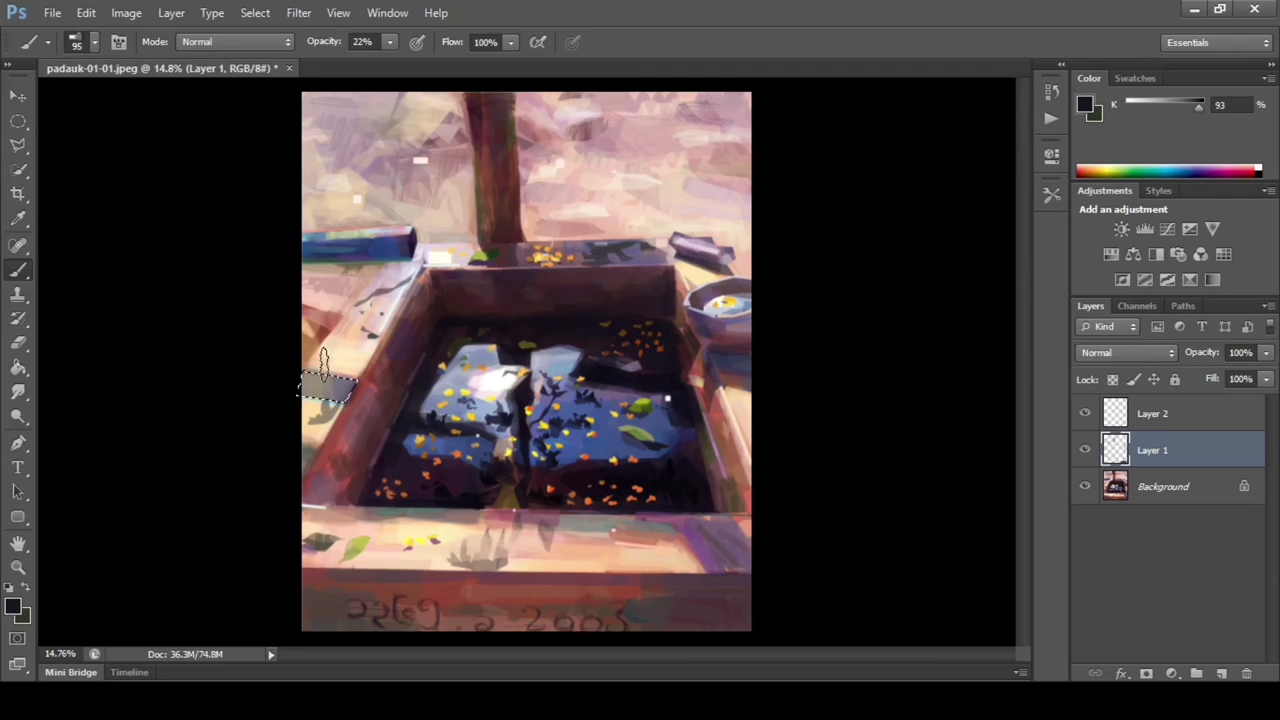 Ps File Edit Image Layer Type Select Filter View Window Help
95 Mode: Normal Opacity: 22% Flow: 100% Essentials
padauk-01-01.jpeg @ 14.8% (Layer 1, RGB/8#) * ×
Color Swatches
K 93 %
Adjustments Styles
Add an adjustment
Layers Channels Paths
Kind
Normal Opacity: 100%
Lock: Fill: 100%
Layer 2
Layer 1
Background
14.76% Doc: 36.3M/74.8M
Mini Bridge Timeline